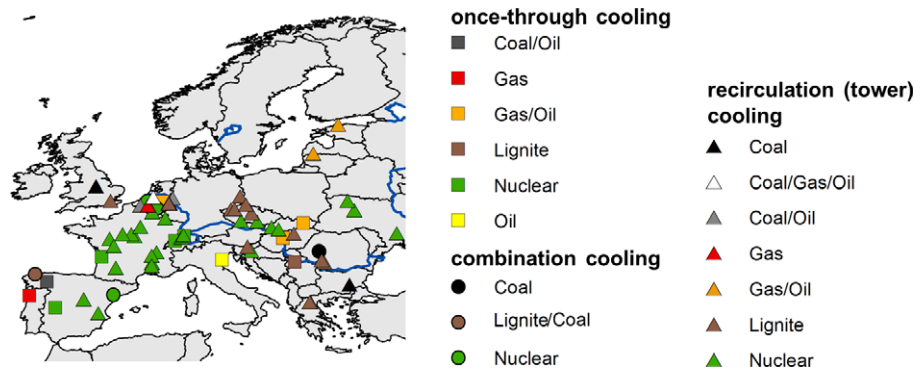 once-through cooling
Coal/Oil
Gas
Gas/Oil
Lignite
Nuclear
Oil
combination cooling
Coal
Lignite/Coal
Nuclear
recirculation (tower)
cooling
Coal
Coal/Gas/Oil
Coal/Oil
Gas
Gas/Oil
Lignite
Nuclear